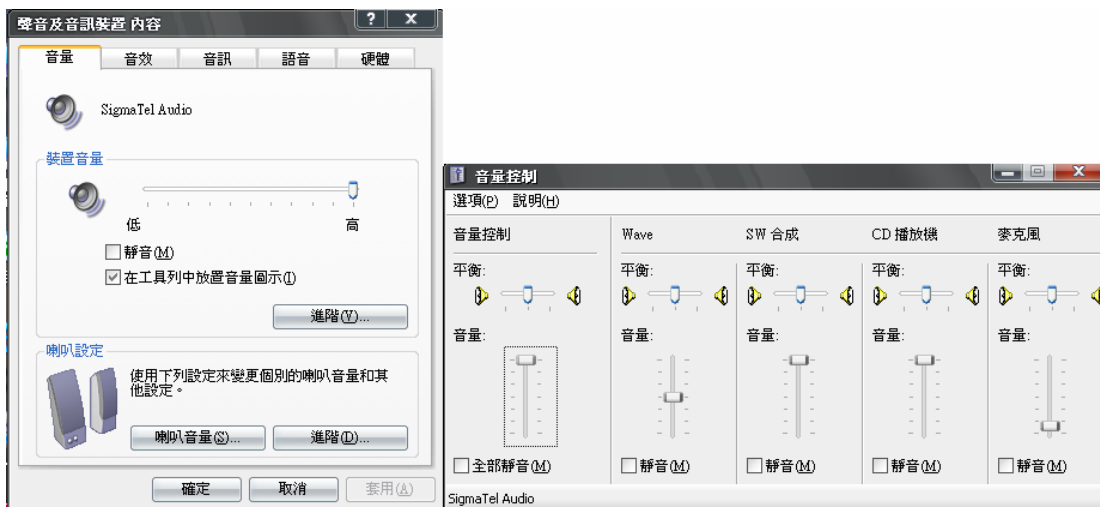 聲音及音訊裝置 內容
音量 音效 音訊 語音 硬體
SigmaTel Audio
裝置音量
低 高
靜音(M)
在工具列中放置音量圖示(I)
進階(V)...
喇叭設定
使用下列設定來變更個別的喇叭音量和其
他設定。
喇叭音量(S)... 進階(D)...
確定 取消 套用(A)
音量控制
選項(P) 說明(H)
音量控制 Wave SW 合成 CD 播放機 麥克風
平衡: 平衡: 平衡: 平衡: 平衡:
音量: 音量: 音量: 音量: 音量:
全部靜音(M) 靜音(M) 靜音(M) 靜音(M) 靜音(M)
SigmaTel Audio